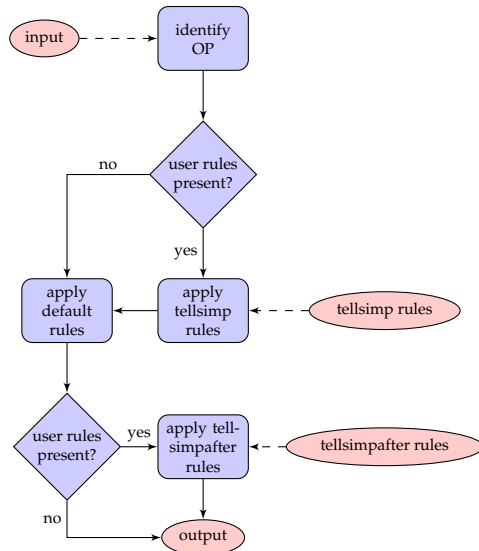 input
identify
OP
user rules
present?
no
yes
apply
default
rules
apply
tellsimp
rules
tellsimp rules
user rules
present?
yes
apply tell-
simpafter
rules
tellsimpafter rules
no
output